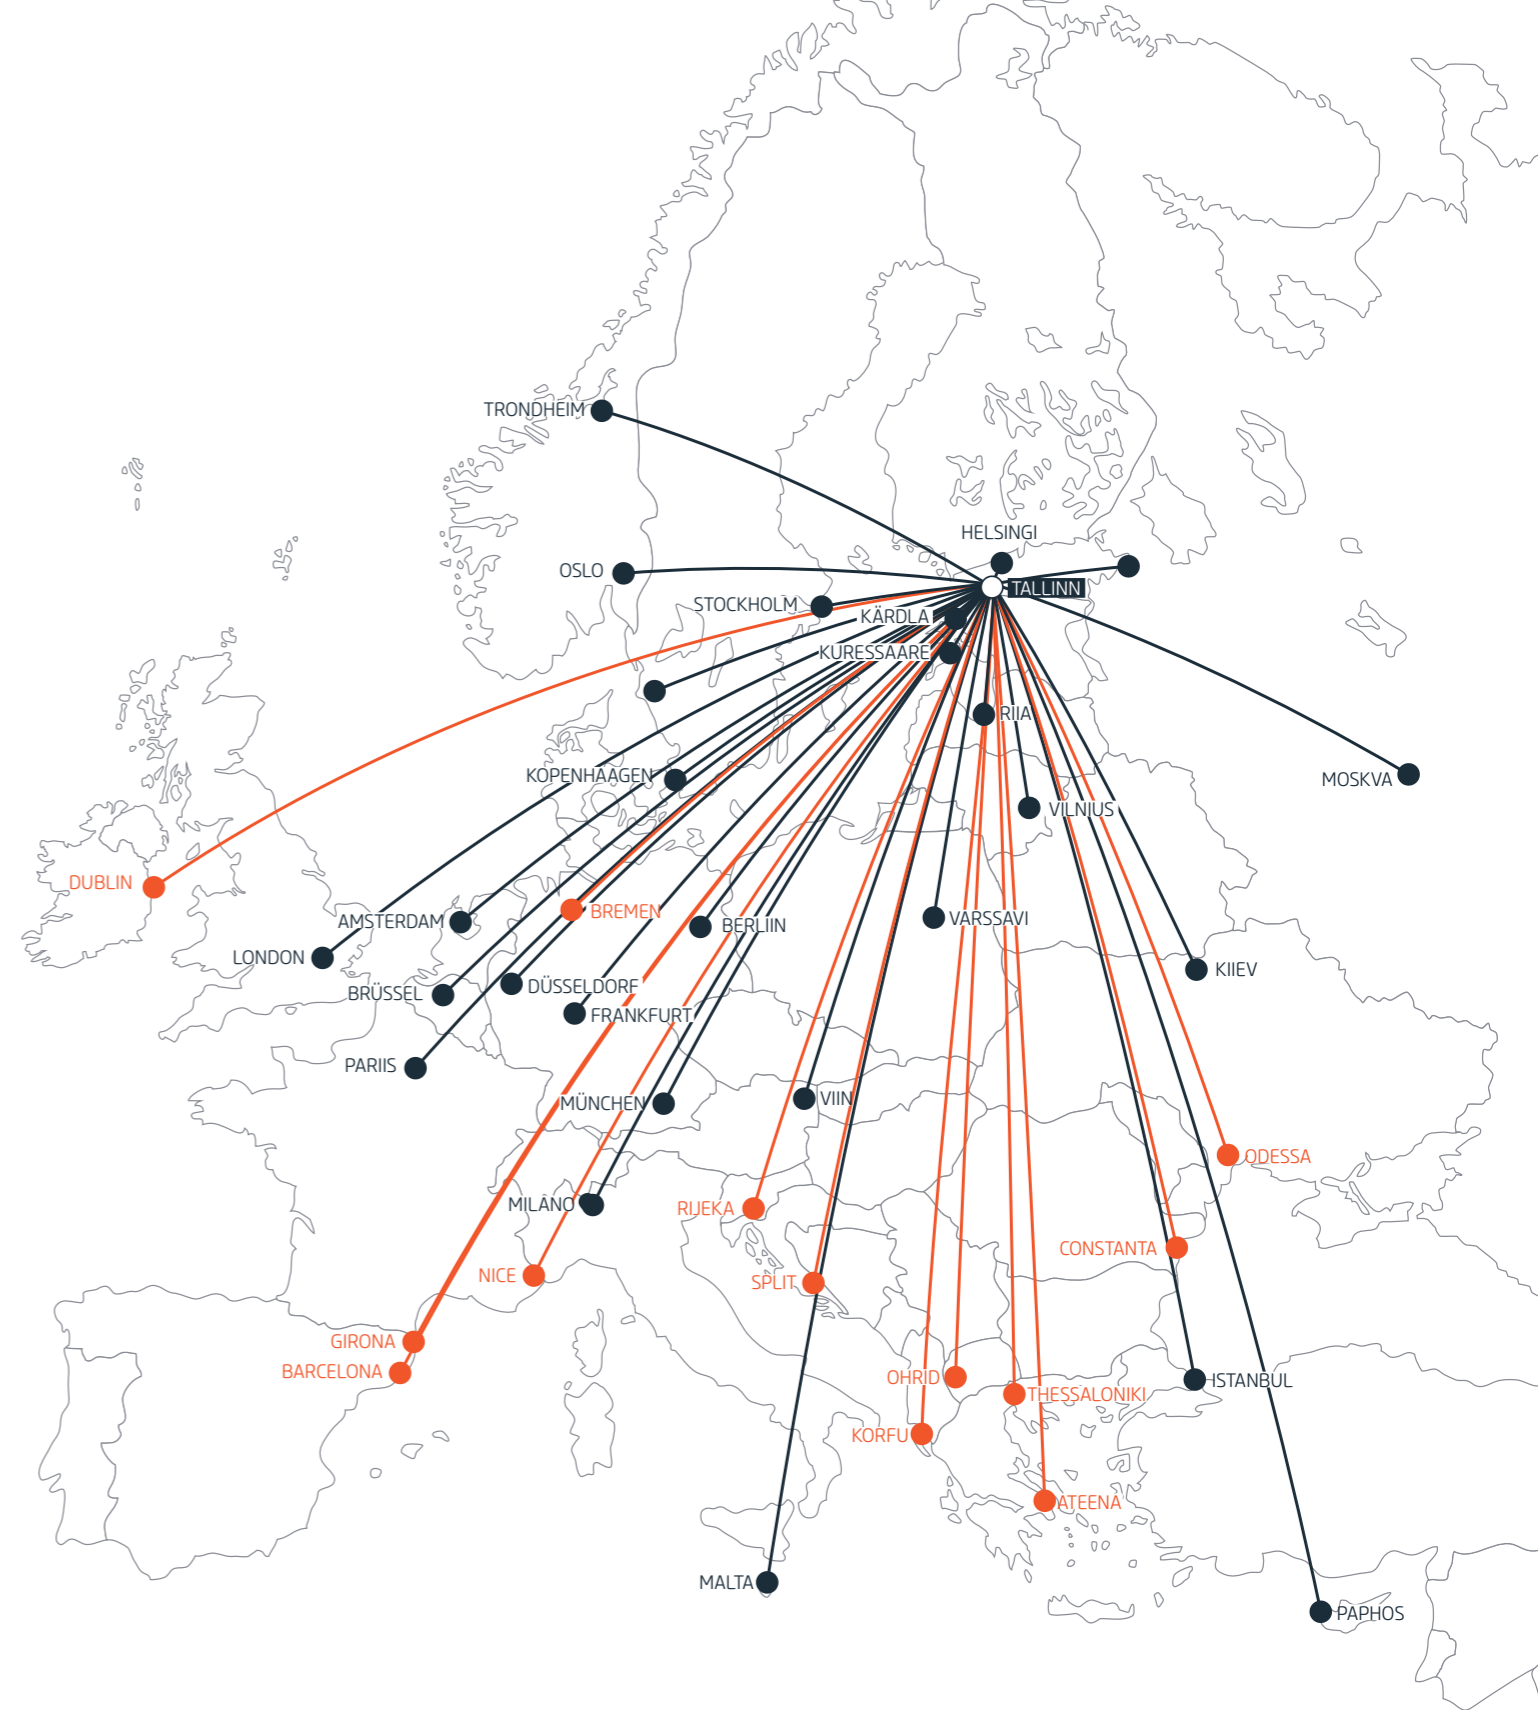 TRONDHEIM
HELSINGI
OSLO
TALLINN
STOCKHOLM
KÄRDLA
KURESSAARE
RIIA
KOPENHAAGEN
MOSKVA
VILNIUS
DUBLIN
BREMEN
AMSTERDAM
BERLIIN
VARSSAVI
LONDON
KIIEV
BRÜSSEL
DÜSSELDORF
FRANKFURT
PARIIS
MÜNCHEN
VIIN
ODESSA
MILANO
RIJEKA
CONSTANTA
NICE
SPLIT
GIRONA
BARCELONA
OHRID
ISTANBUL
THESSALONIKI
KORFU
ATEENA
MALTA
PAPHOS